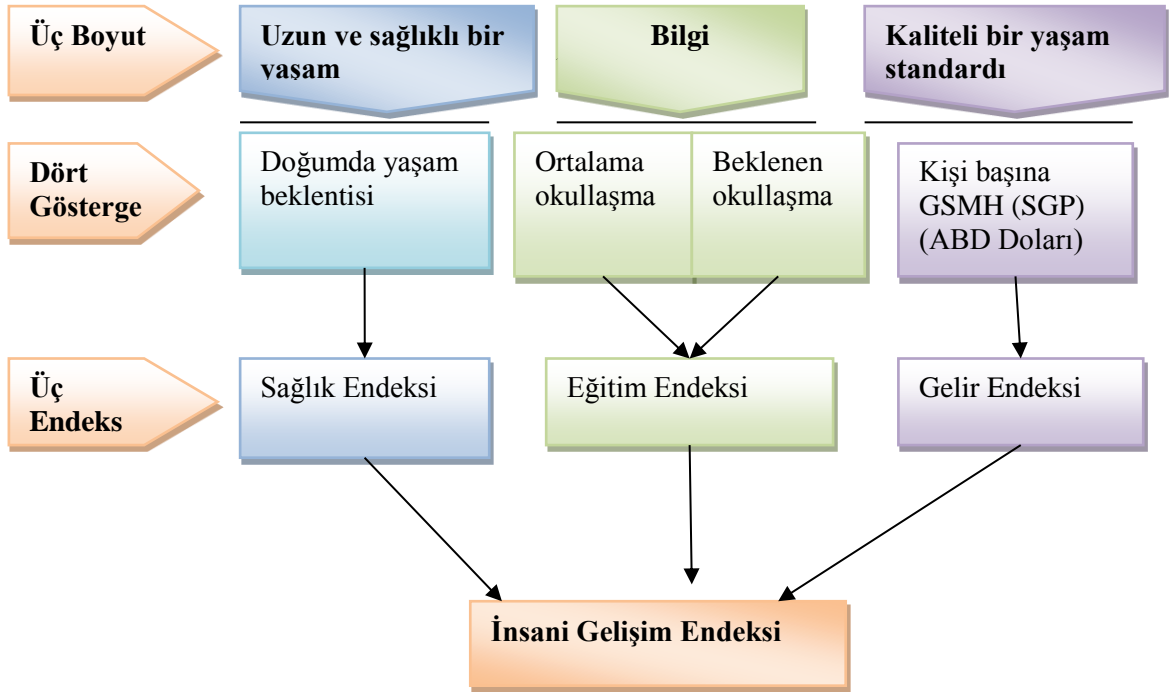 Üç Boyut
Uzun ve sağlıklı bir
yaşam
Bilgi
Kaliteli bir yaşam
standardı
Dört
Gösterge
Doğumda yaşam
beklentisi
Ortalama
okullaşma
Beklenen
okullaşma
Kişi başına
GSMH (SGP)
(ABD Doları)
Üç
Endeks
Sağlık Endeksi
Eğitim Endeksi
Gelir Endeksi
İnsani Gelişim Endeksi